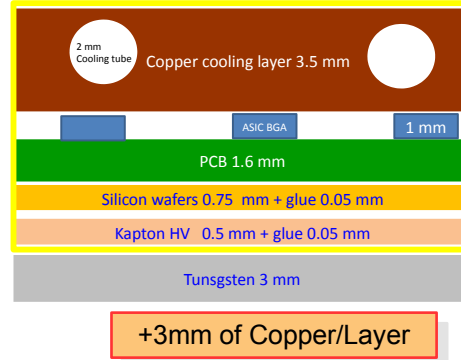 2 mm
Cooling tube
Copper cooling layer 3.5 mm
ASIC BGA
1 mm
PCB 1.6 mm
Silicon wafers 0.75 mm + glue 0.05 mm
Kapton HV 0.5 mm + glue 0.05 mm
Tunsgsten 3 mm
+3mm of Copper/Layer